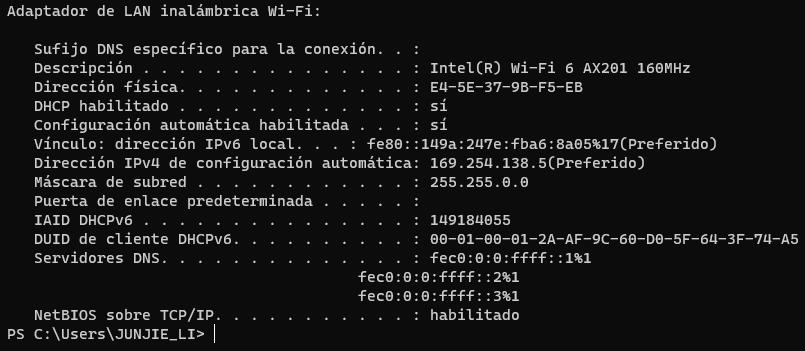 Adaptador de LAN inalámbrica Wi-Fi:
Sufijo DNS específico para la conexión. . :
Descripción . . . . . . . . . . . . . . . : Intel(R) Wi-Fi 6 AX201 160MHz
Dirección física. . . . . . . . . . . . . : E4-5E-37-9B-F5-EB
DHCP habilitado . . . . . . . . . . . . . : sí
Configuración automática habilitada . . . : sí
Vínculo: dirección IPv6 local. . . : fe80::149a:247e:fba6:8a05%17(Preferido)
Dirección IPv4 de configuración automática: 169.254.138.5(Preferido)
Máscara de subred . . . . . . . . . . . . : 255.255.0.0
Puerta de enlace predeterminada . . . . . :
IAID DHCPv6 . . . . . . . . . . . . . . . : 149184055
DUID de cliente DHCPv6. . . . . . . . . . : 00-01-00-01-2A-AF-9C-60-D0-5F-64-3F-74-A5
Servidores DNS. . . . . . . . . . . . . . : fec0:0:0:ffff::1%1
fec0:0:0:ffff::2%1
fec0:0:0:ffff::3%1
NetBIOS sobre TCP/IP. . . . . . . . . . . : habilitado
PS C:\Users\JUNJIE_LI>